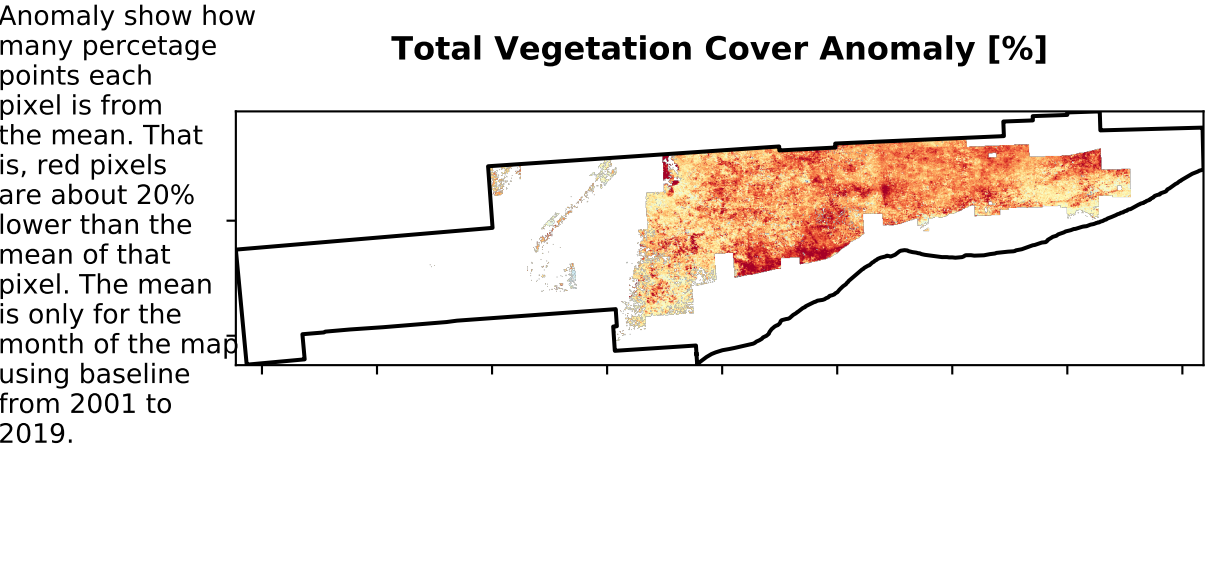 Anomaly show how
many percetage
points each
pixel is from
the mean. That
is, red pixels
are about 20%
lower than the
mean of that
pixel. The mean
is only for the
month of the map
using baseline
from 2001 to
2019.
Total Vegetation Cover Anomaly [%]